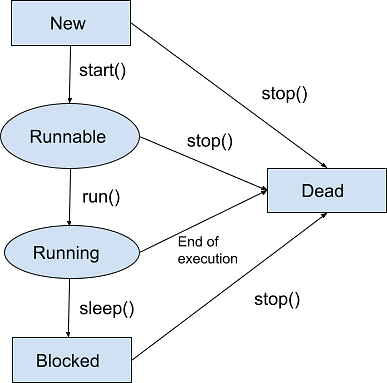 New
start()
stop()
Runnable
stop()
Dead
run()
Running
End of
execution
sleep()
stop()
Blocked